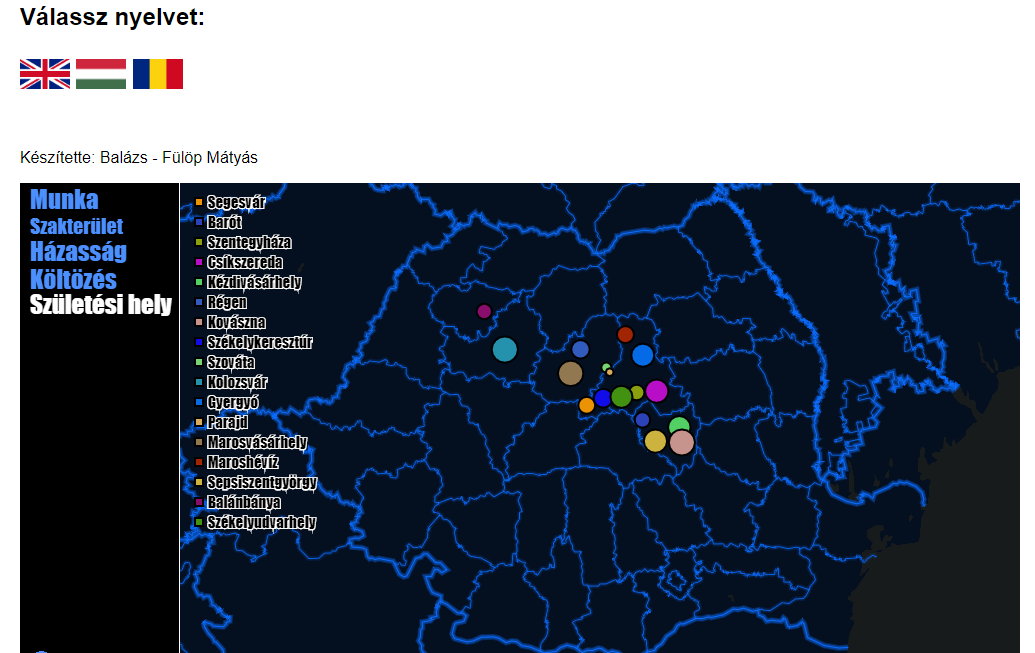 Válassz nyelvet:
Készítette: Balázs - Fülöp Mátyás
Munka
Szakterület
Házasság
Költözés
Születési hely
Segesvár
Barót
Szentegyháza
Csíkszereda
Kézdivásárhely
Régen
Kovászna
Székelykeresztúr
Szováta
Kolozsvár
Gyergyó
Parajd
Marosvásárhely
Maroshévíz
Sepsiszentgyörgy
Balánbánya
Székelyudvarhely